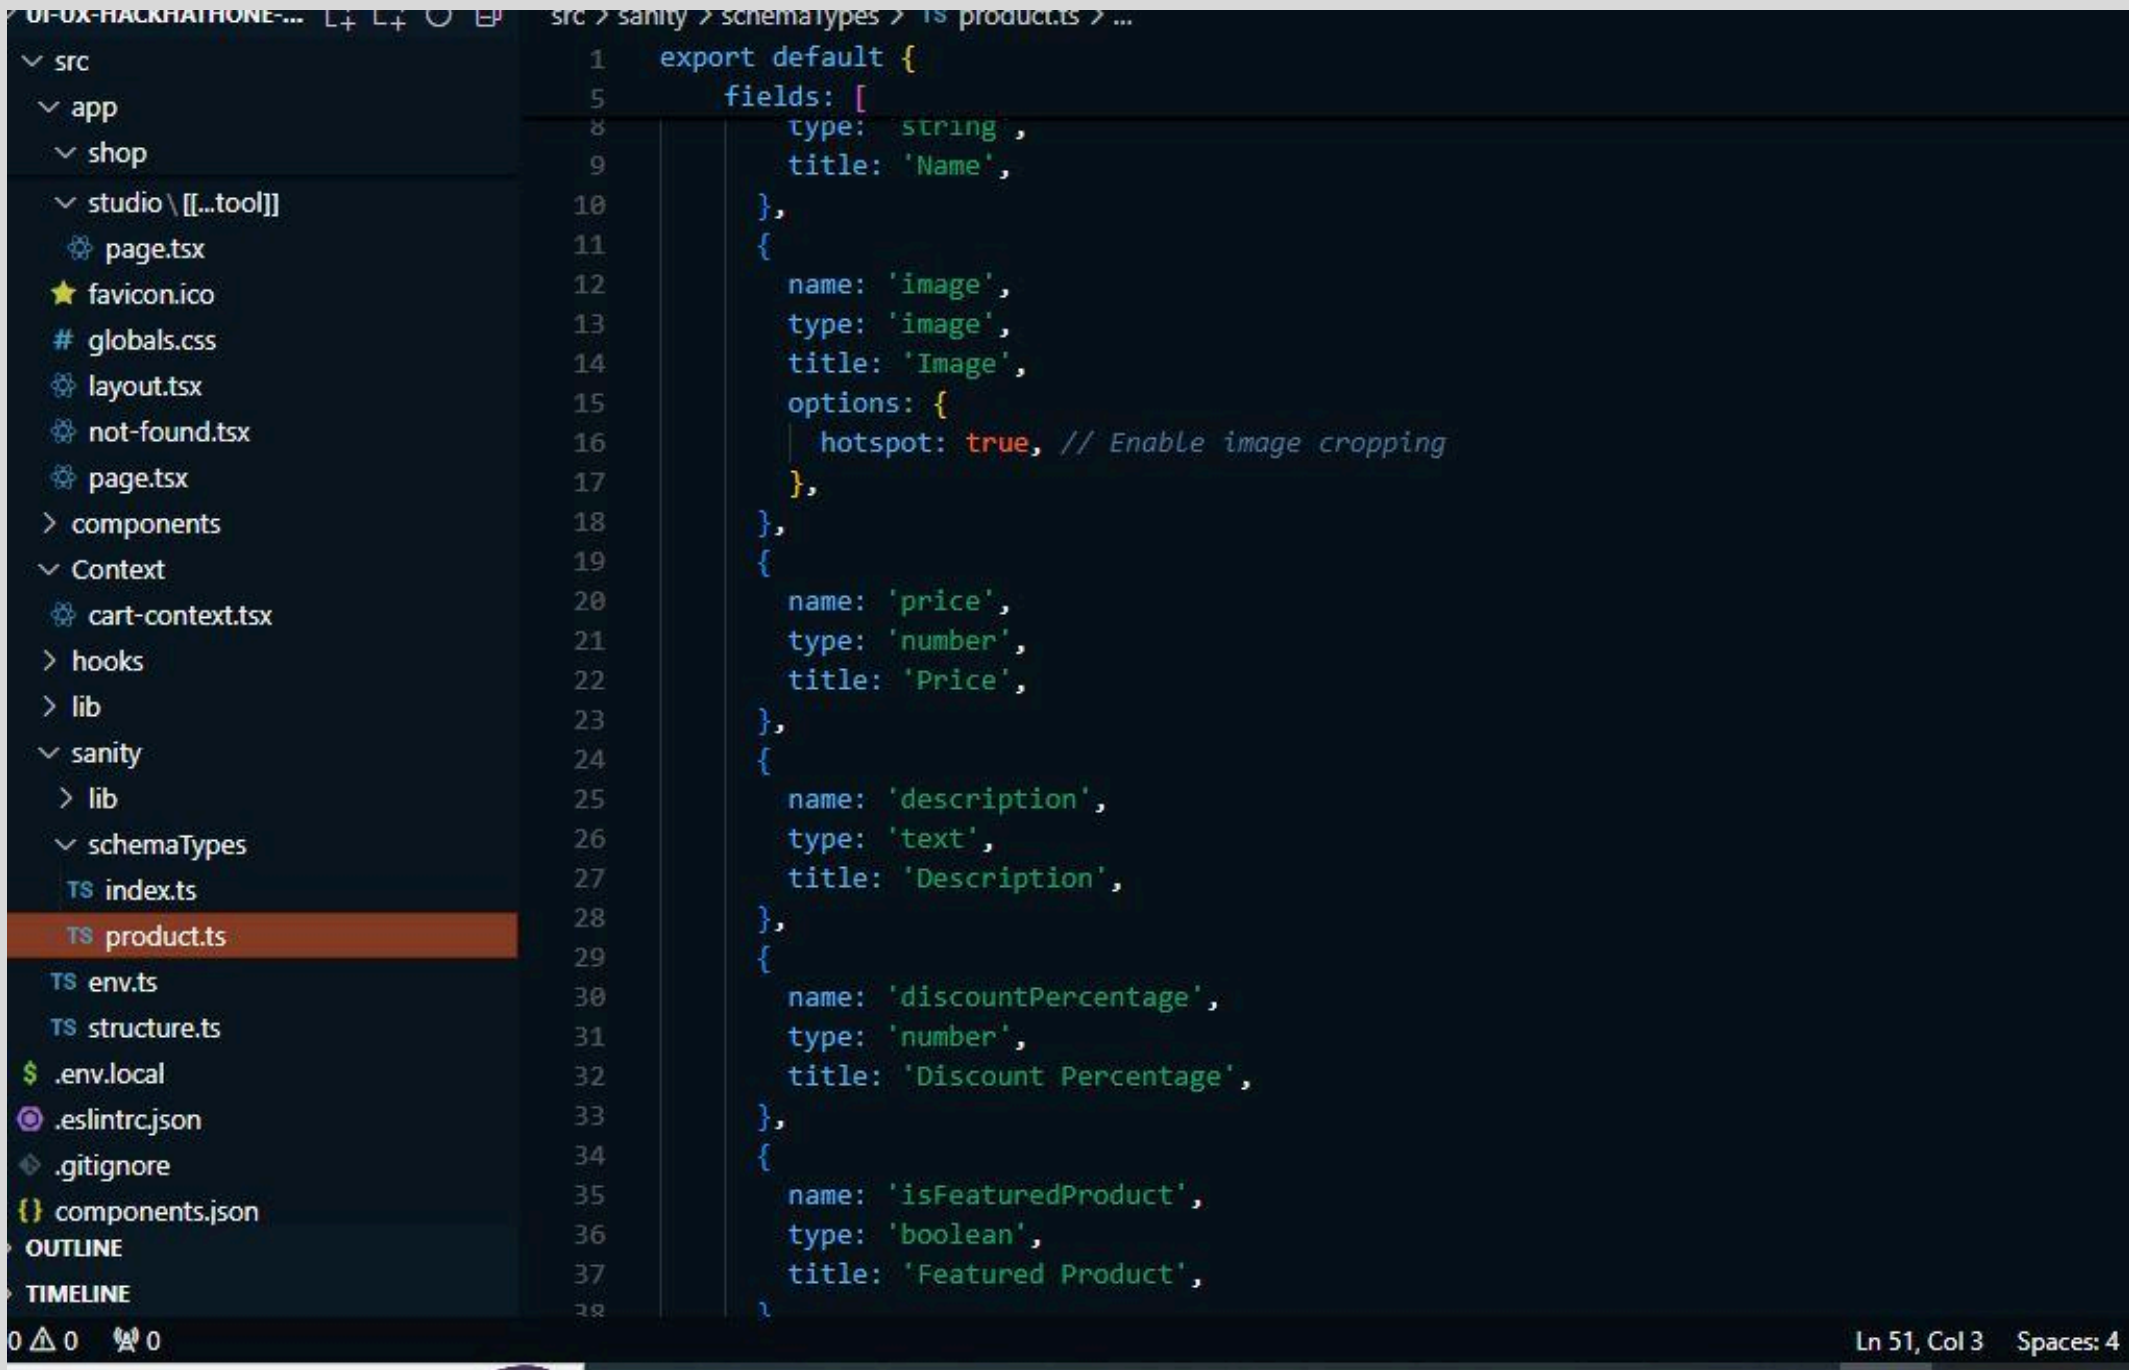 UI-UX-HACKHATHONE-...
src
app
shop
studio\[[...tool]]
page.tsx
favicon.ico
# globals.css
layout.tsx
not-found.tsx
page.tsx
components
Context
cart-context.tsx
hooks
lib
sanity
lib
schemaTypes
TS index.ts
TS product.ts
TS env.ts
TS structure.ts
$ .env.local
.eslintrc.json
.gitignore
{} components.json
OUTLINE
TIMELINE
src > sanity > schemaTypes > TS product.ts > ...
1 export default {
5 fields: [
8 type: 'string',
9 title: 'Name',
10 },
11 {
12 name: 'image',
13 type: 'image',
14 title: 'Image',
15 options: {
16 hotspot: true, // Enable image cropping
17 },
18 },
19 {
20 name: 'price',
21 type: 'number',
22 title: 'Price',
23 },
24 {
25 name: 'description',
26 type: 'text',
27 title: 'Description',
28 },
29 {
30 name: 'discountPercentage',
31 type: 'number',
32 title: 'Discount Percentage',
33 },
34 {
35 name: 'isFeaturedProduct',
36 type: 'boolean',
37 title: 'Featured Product',
38 }
0 0 0
Ln 51, Col 3 Spaces: 4